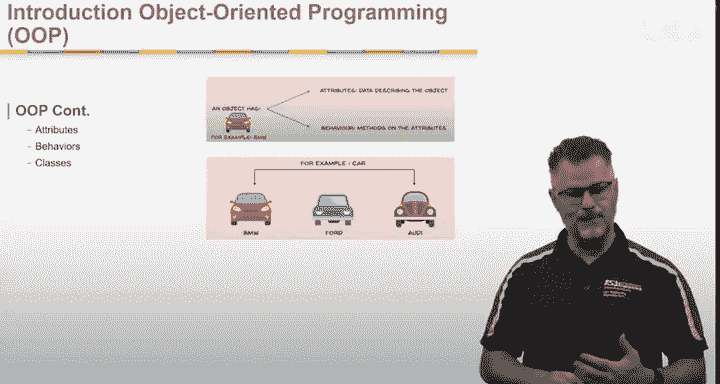 Introduction Object-Oriented Programming
(OOP)
OOP Cont.
– Attributes
– Behaviors
– Classes
ATTRIBUTES: DATA DESCRIBING THE OBJECT
AN OBJECT HAS:
FOR EXAMPLE: BMW
BEHAVIOUR: METHODS ON THE ATTRIBUTES
FOR EXAMPLE : CAR
BMW
FORD
AUDI